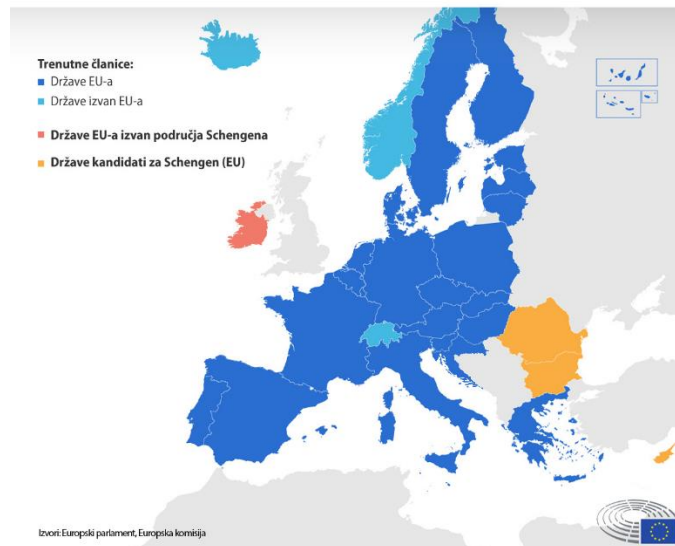 Trenutne članice:
Države EU-a
Države izvan EU-a
Države EU-a izvan područja Schengena
Države kandidati za Schengen (EU)
Izvori: Europski parlament, Europska komisija